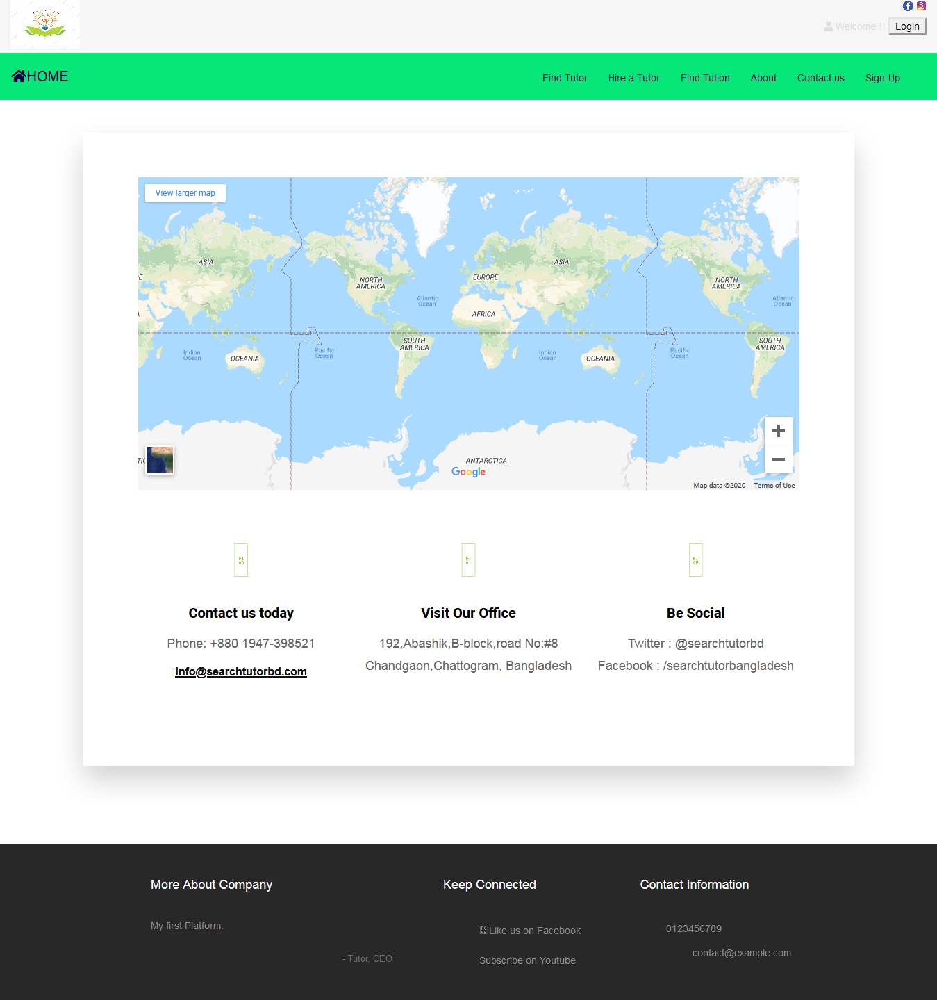 Welcome !! Login
HOME
Find Tutor Hire a Tutor Find Tution About Contact us Sign-Up
View larger map
ASIA
ASIA
NORTH AMERICA
EUROPE
NORTH AMERICA
Atlantic Ocean
Atlantic Ocean
AFRICA
SOUTH AMERICA
SOUTH AMERICA
Indian Ocean
OCEANIA
Pacific Ocean
Indian Ocean
OCEANIA
Pacific Ocean
ANTARCTICA
Google
Map data ©2020 Terms of Use
Contact us today
Phone: +880 1947-398521
info@searchtutorbd.com
Visit Our Office
192,Abashik,B-block,road No:#8
Chandgaon,Chattogram, Bangladesh
Be Social
Twitter : @searchtutorbd
Facebook : /searchtutorbangladesh
More About Company
My first Platform.
- Tutor, CEO
Keep Connected
Like us on Facebook
Subscribe on Youtube
Contact Information
0123456789
contact@example.com